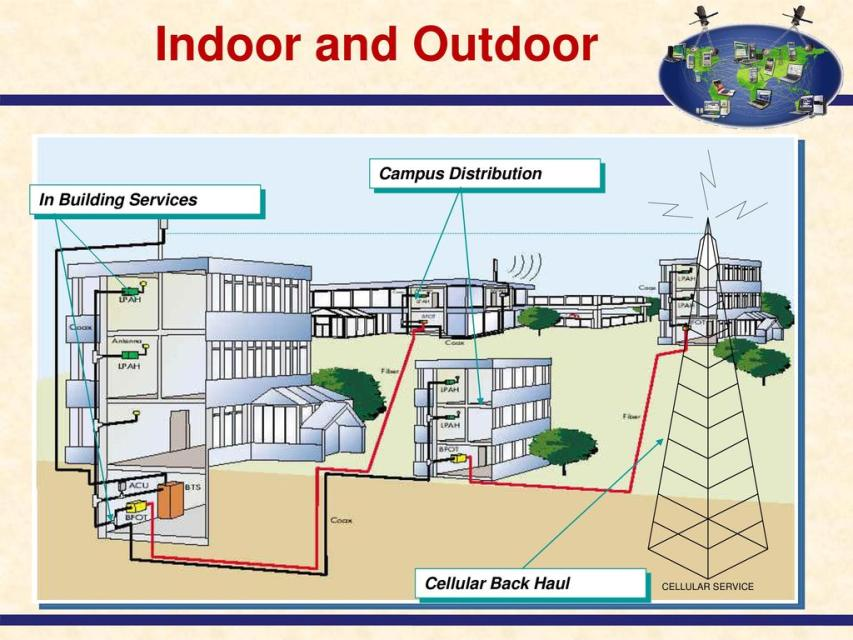 Indoor and Outdoor
Campus Distribution
In Building Services
LPAH
Coax
Antenna
LPAH
ACU
BTS
BFOT
Coax
Fiber
LPAH
BFOT
Coax
LPAH
LPAH
BFOT
Fiber
Coax
LPAH
LPAH
Cellular Back Haul
CELLULAR SERVICE